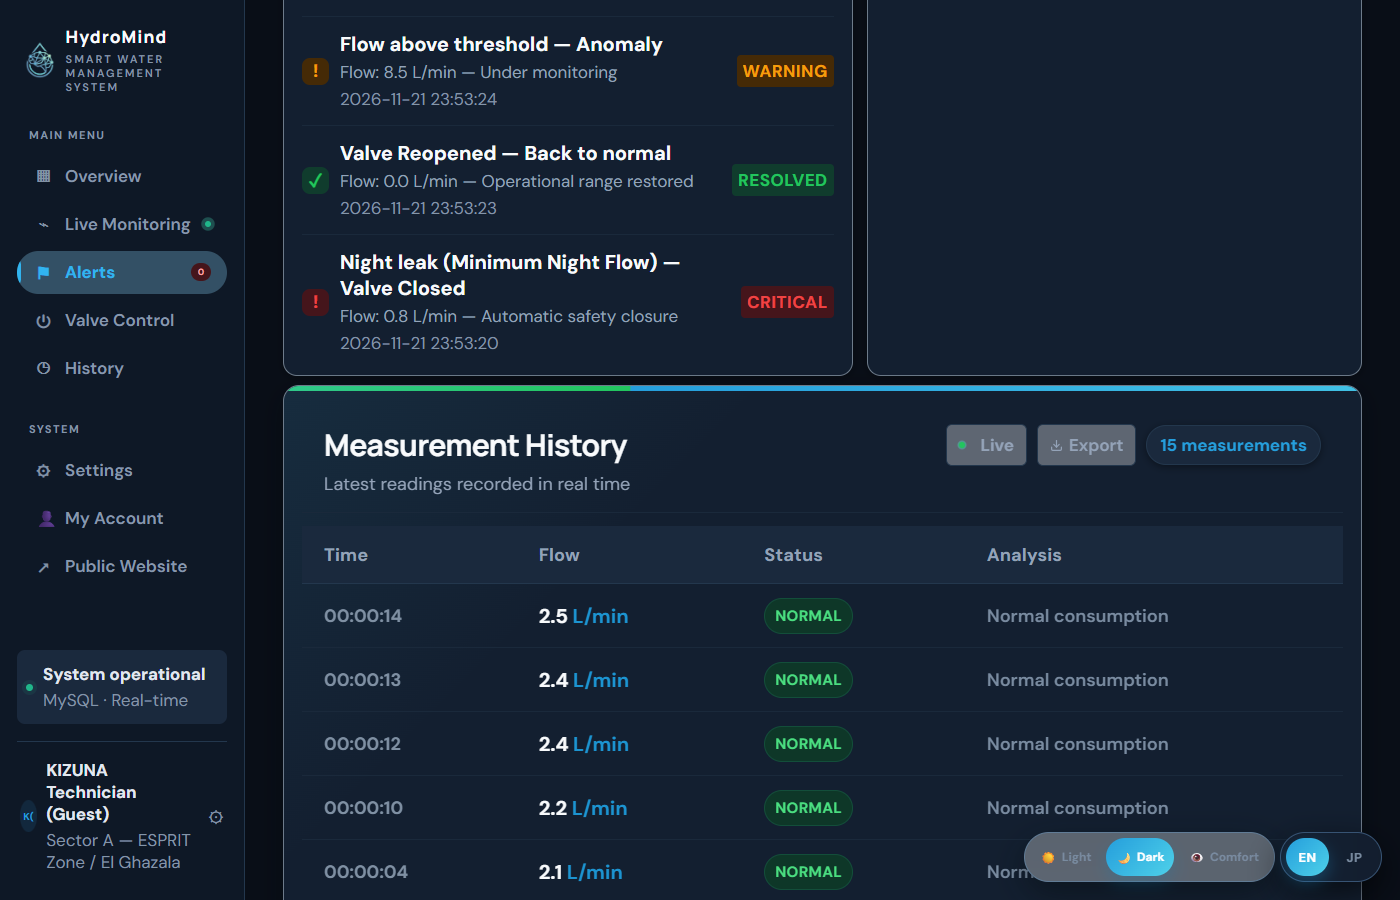 HydroMind
SMART WATER
MANAGEMENT
SYSTEM
MAIN MENU
Overview
Live Monitoring
Alerts
0
Valve Control
History
SYSTEM
Settings
My Account
Public Website
System operational
MySQL · Real-time
K(
KIZUNA
Technician
(Guest)
Sector A — ESPRIT
Zone / El Ghazala
Flow above threshold — Anomaly
Flow: 8.5 L/min — Under monitoring
2026-11-21 23:53:24
WARNING
Valve Reopened — Back to normal
Flow: 0.0 L/min — Operational range restored
2026-11-21 23:53:23
RESOLVED
Night leak (Minimum Night Flow) —
Valve Closed
Flow: 0.8 L/min — Automatic safety closure
2026-11-21 23:53:20
CRITICAL
Measurement History
Latest readings recorded in real time
Live
Export
15 measurements
Time Flow Status Analysis
00:00:14 2.5 L/min NORMAL Normal consumption
00:00:13 2.4 L/min NORMAL Normal consumption
00:00:12 2.4 L/min NORMAL Normal consumption
00:00:10 2.2 L/min NORMAL Normal consumption
00:00:04 2.1 L/min NORMAL
Light Dark Comfort
EN JP